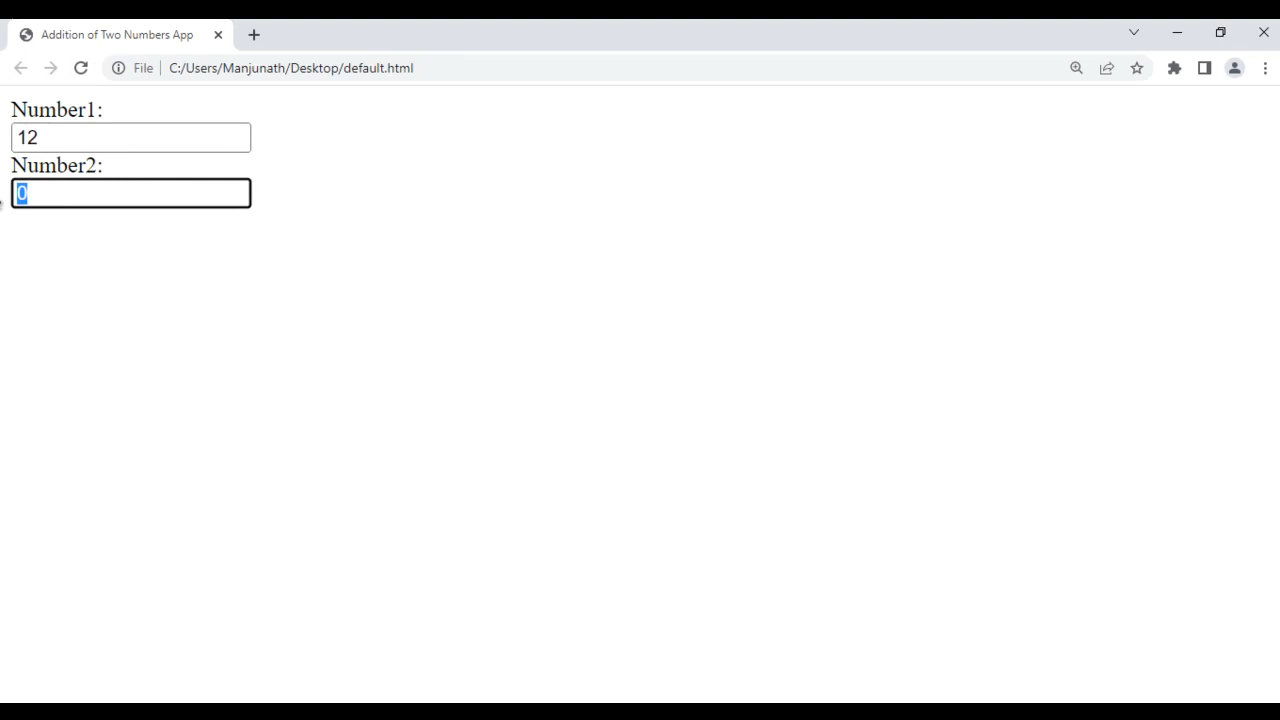 Addition of Two Numbers App
File
C:/Users/Manjunath/Desktop/default.html
Number1:
12
Number2:
0